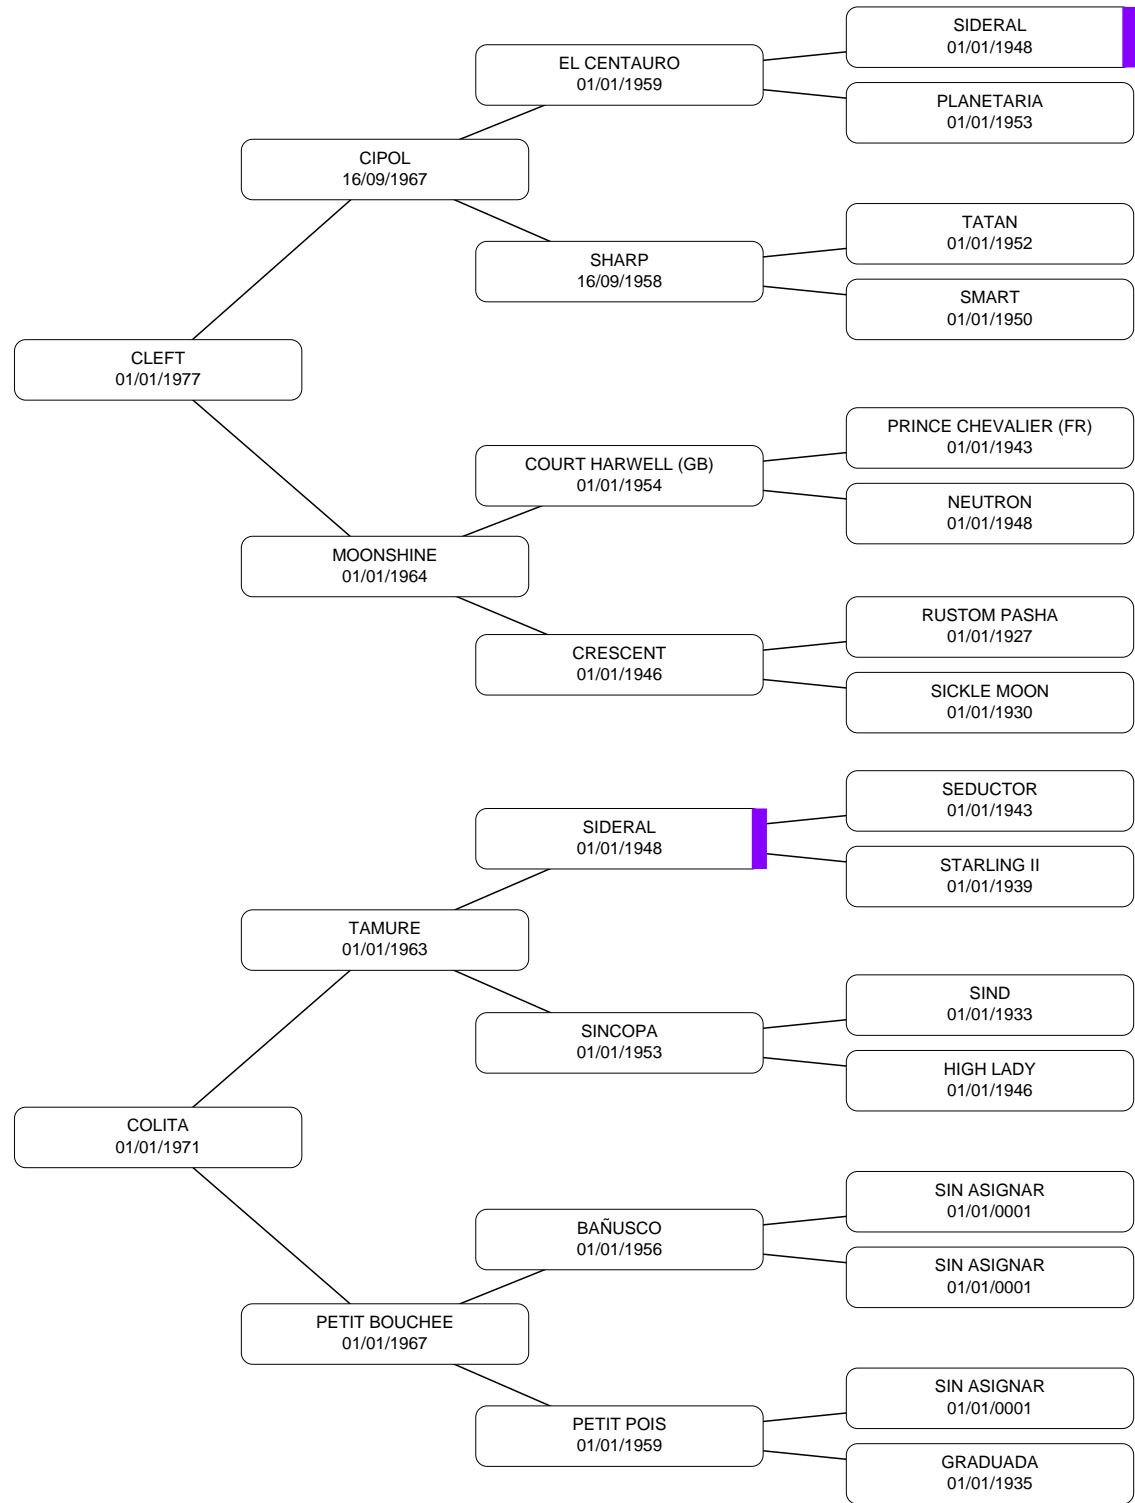 SIDERAL
01/01/1948
EL CENTAURO
01/01/1959
PLANETARIA
01/01/1953
CIPOL
16/09/1967
TATAN
01/01/1952
SHARP
16/09/1958
SMART
01/01/1950
CLEFT
01/01/1977
PRINCE CHEVALIER (FR)
01/01/1943
COURT HARWELL (GB)
01/01/1954
NEUTRON
01/01/1948
MOONSHINE
01/01/1964
RUSTOM PASHA
01/01/1927
CRESCENT
01/01/1946
SICKLE MOON
01/01/1930
SEDUCTOR
01/01/1943
SIDERAL
01/01/1948
STARLING II
01/01/1939
TAMURE
01/01/1963
SIND
01/01/1933
SINCOPA
01/01/1953
HIGH LADY
01/01/1946
COLITA
01/01/1971
SIN ASIGNAR
01/01/0001
BAÑUSCO
01/01/1956
SIN ASIGNAR
01/01/0001
PETIT BOUCHEE
01/01/1967
SIN ASIGNAR
01/01/0001
PETIT POIS
01/01/1959
GRADUADA
01/01/1935